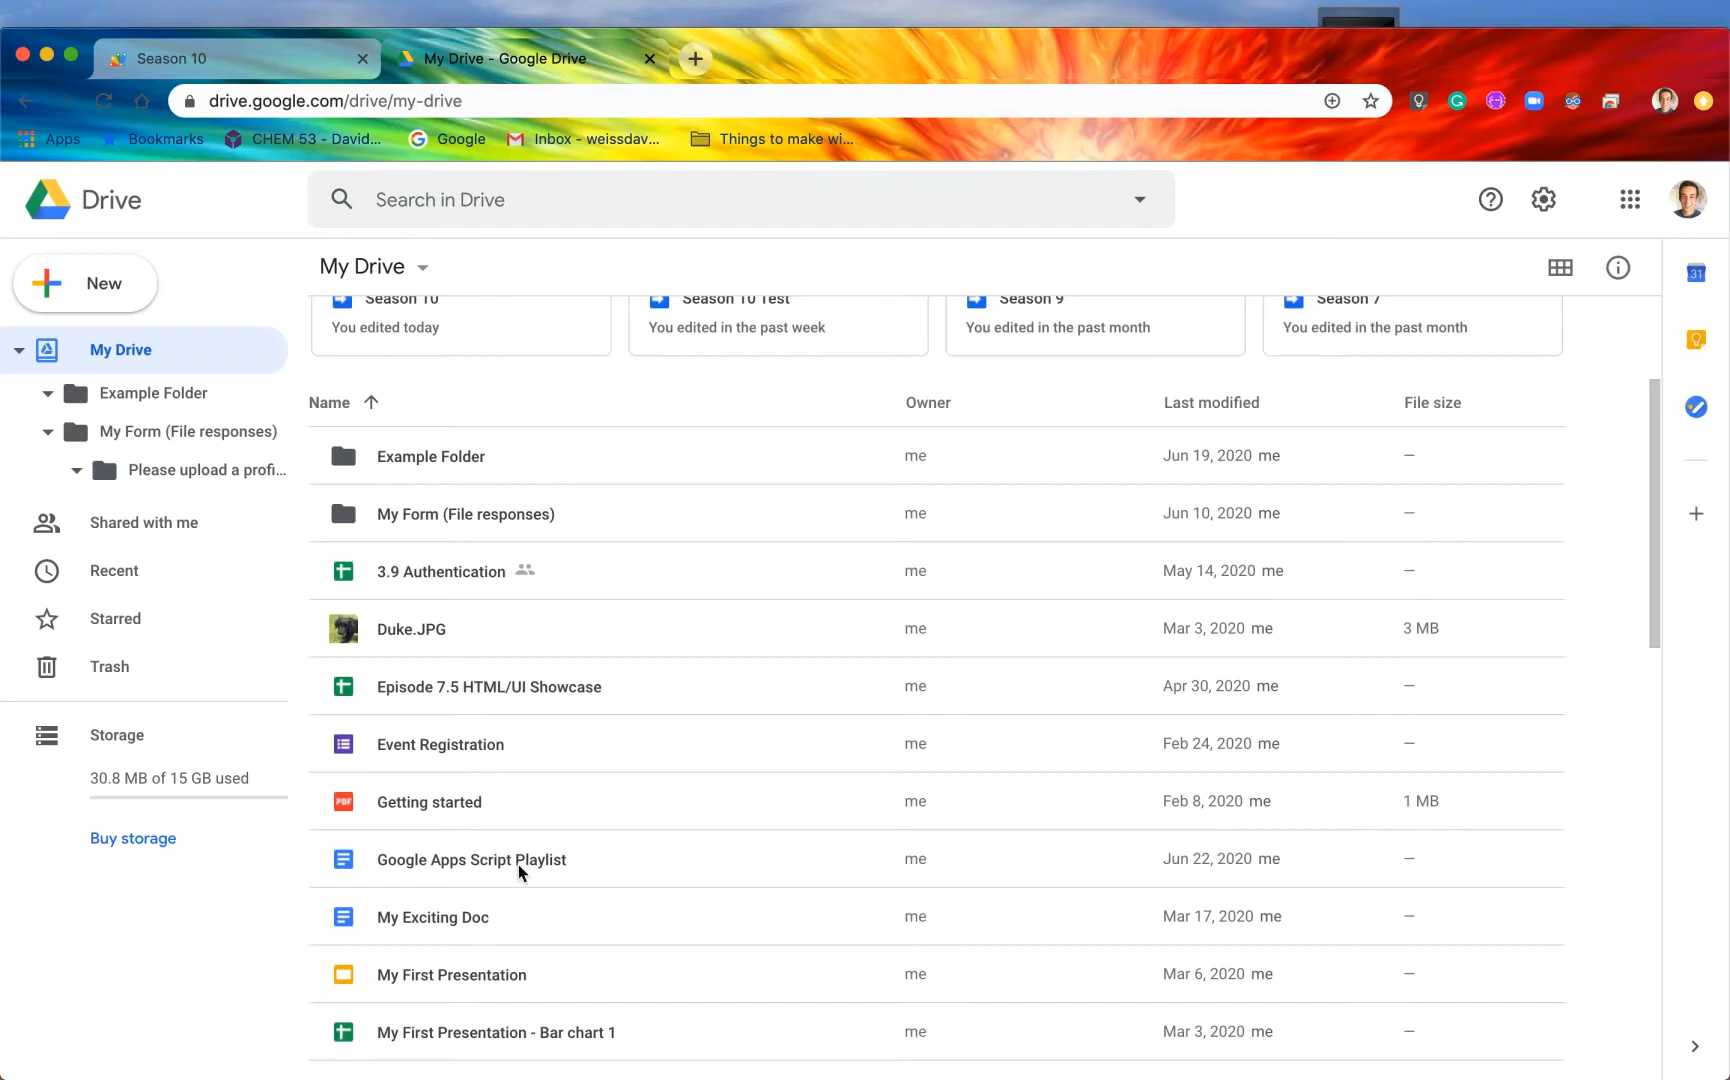 Season 10
My Drive - Google Drive
drive.google.com/drive/my-drive
Apps
Bookmarks
CHEM 53 - David...
Google
Inbox - weissdav...
Things to make wi...
Drive
Search in Drive
New
My Drive
31
My Drive
Example Folder
My Form (File responses)
Please upload a profi...
Shared with me
Recent
Starred
Trash
Storage
30.8 MB of 15 GB used
Buy storage
Season 10
You edited today
Season 10 Test
You edited in the past week
Season 9
You edited in the past month
Season 7
You edited in the past month
Name Owner Last modified File size
Example Folder me Jun 19, 2020 me —
My Form (File responses) me Jun 10, 2020 me —
3.9 Authentication me May 14, 2020 me —
Duke.JPG me Mar 3, 2020 me 3 MB
Episode 7.5 HTML/UI Showcase me Apr 30, 2020 me —
Event Registration me Feb 24, 2020 me —
PDF Getting started me Feb 8, 2020 me 1 MB
Google Apps Script Playlist me Jun 22, 2020 me —
My Exciting Doc me Mar 17, 2020 me —
My First Presentation me Mar 6, 2020 me —
My First Presentation - Bar chart 1 me Mar 3, 2020 me —